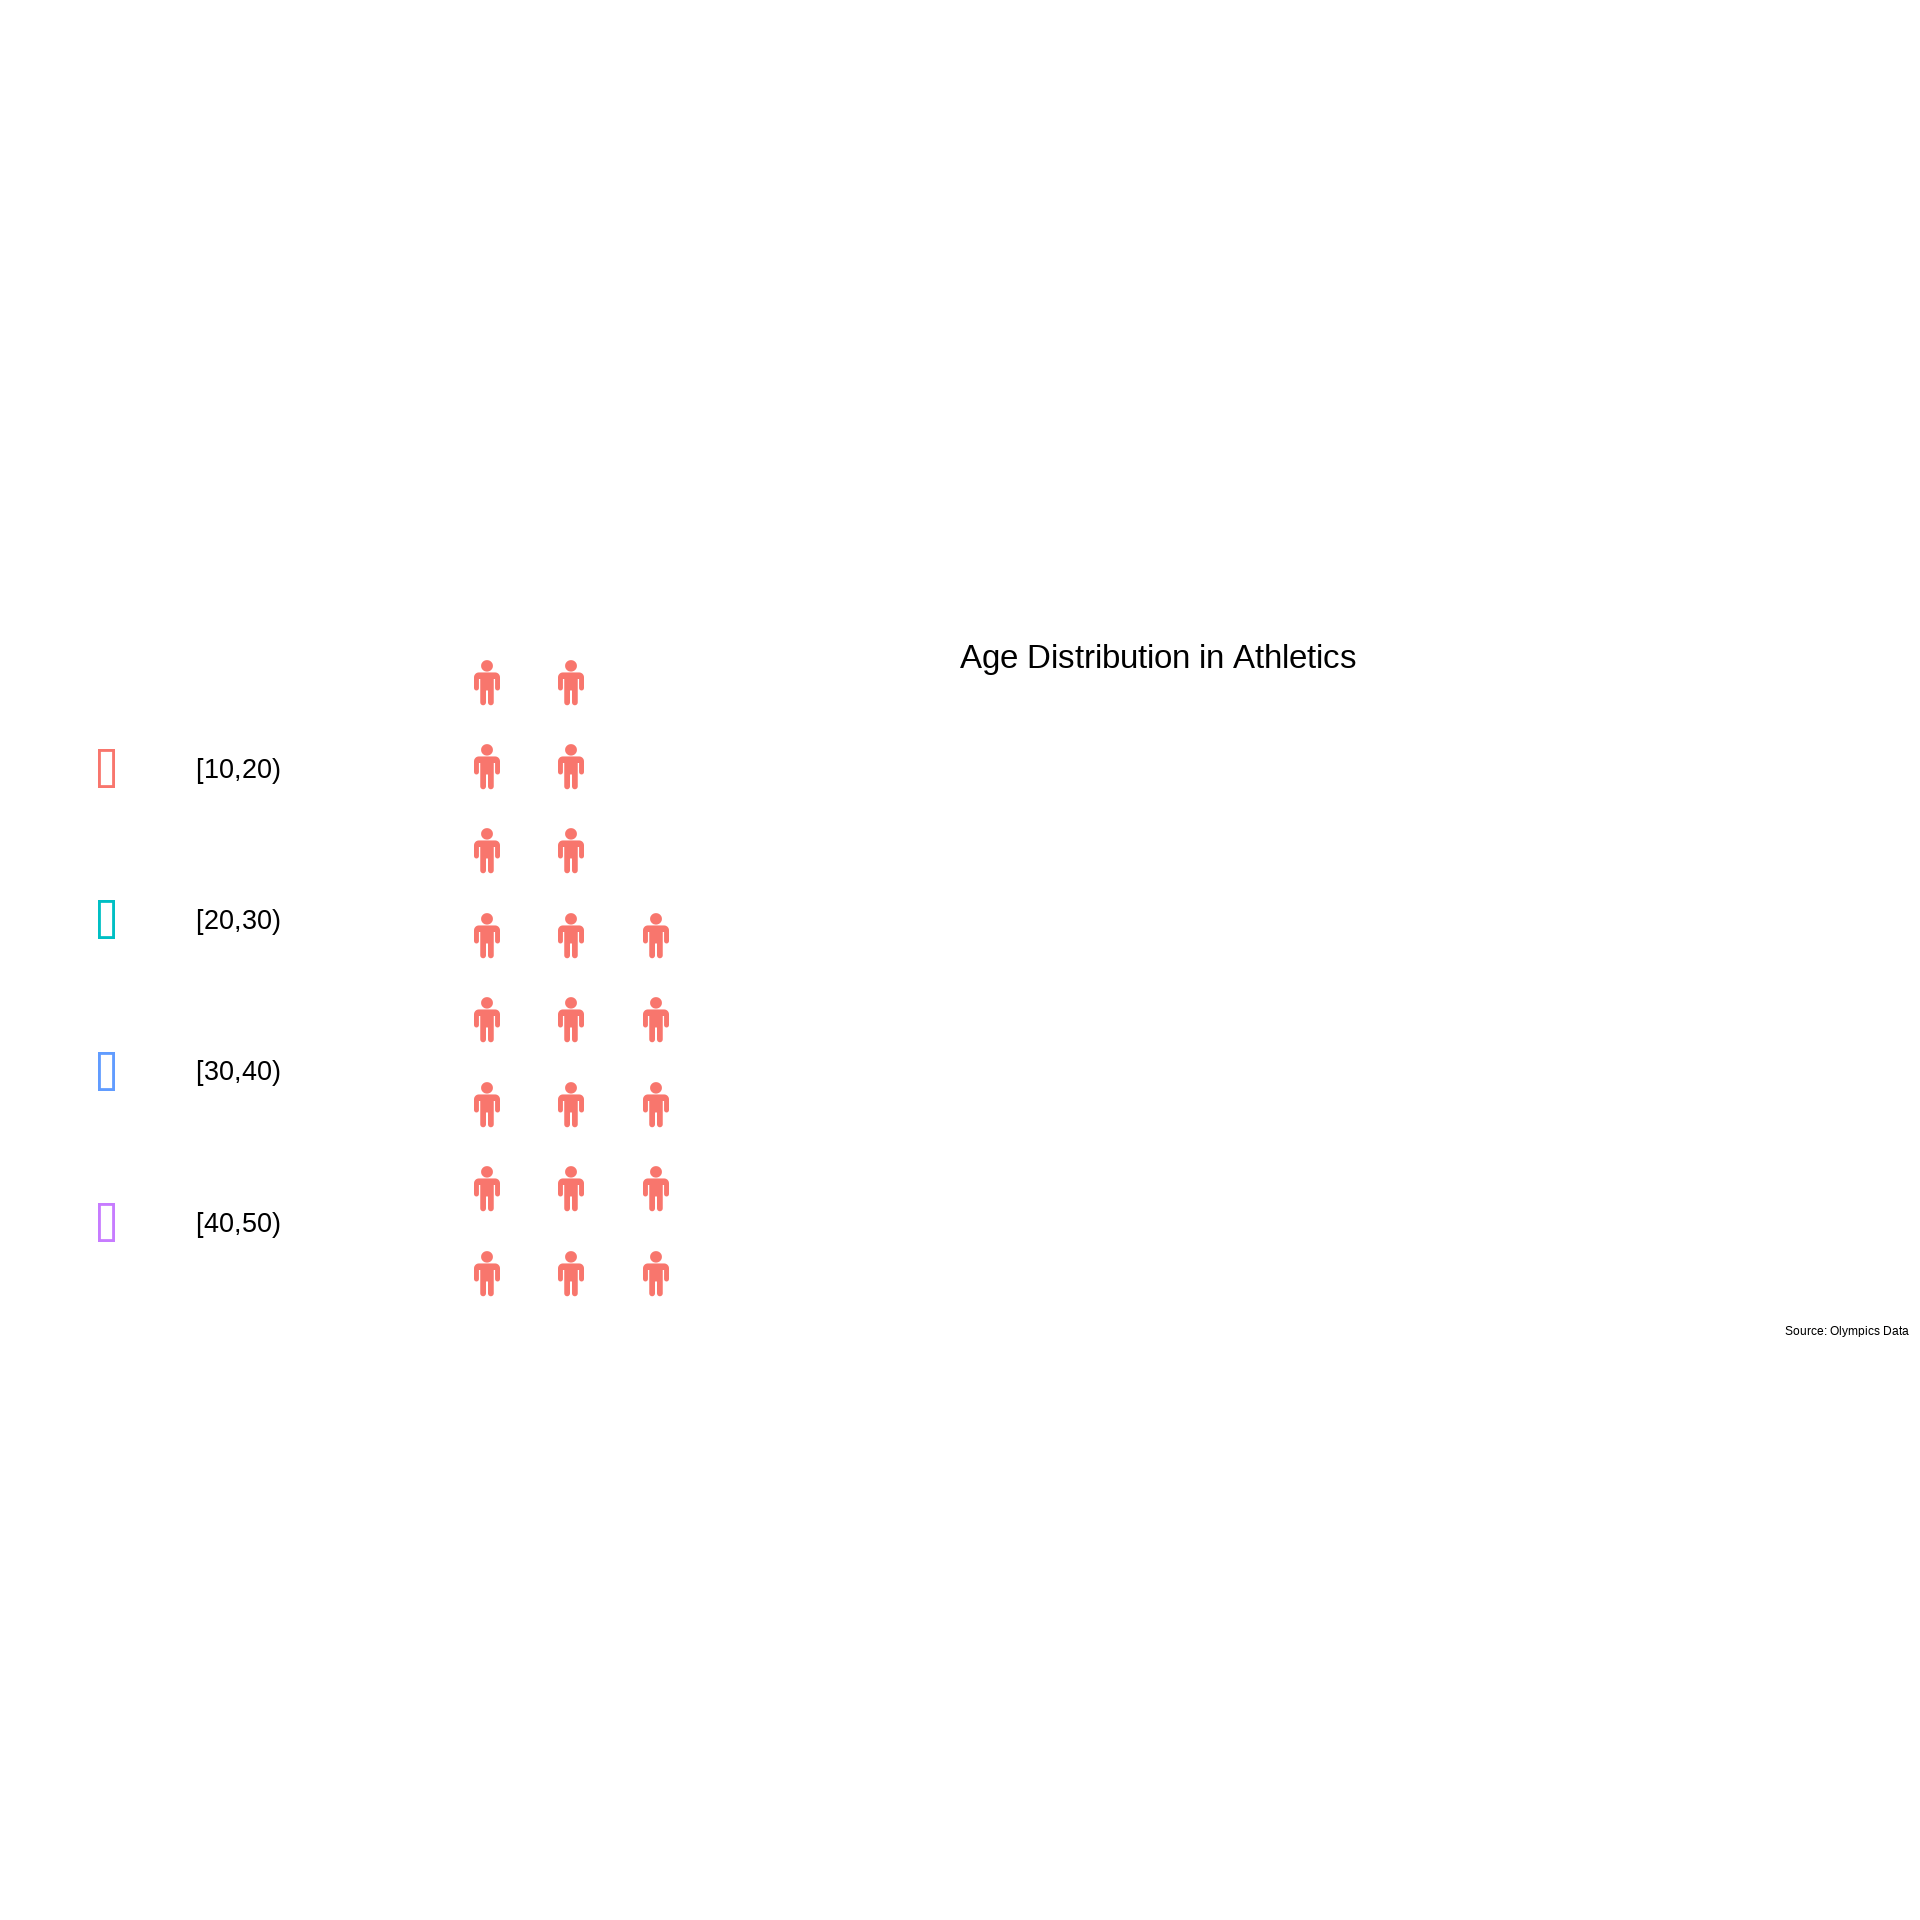 Age Distribution in Athletics
[10,20)
[20,30)
[30,40)
[40,50)
Source: Olympics Data